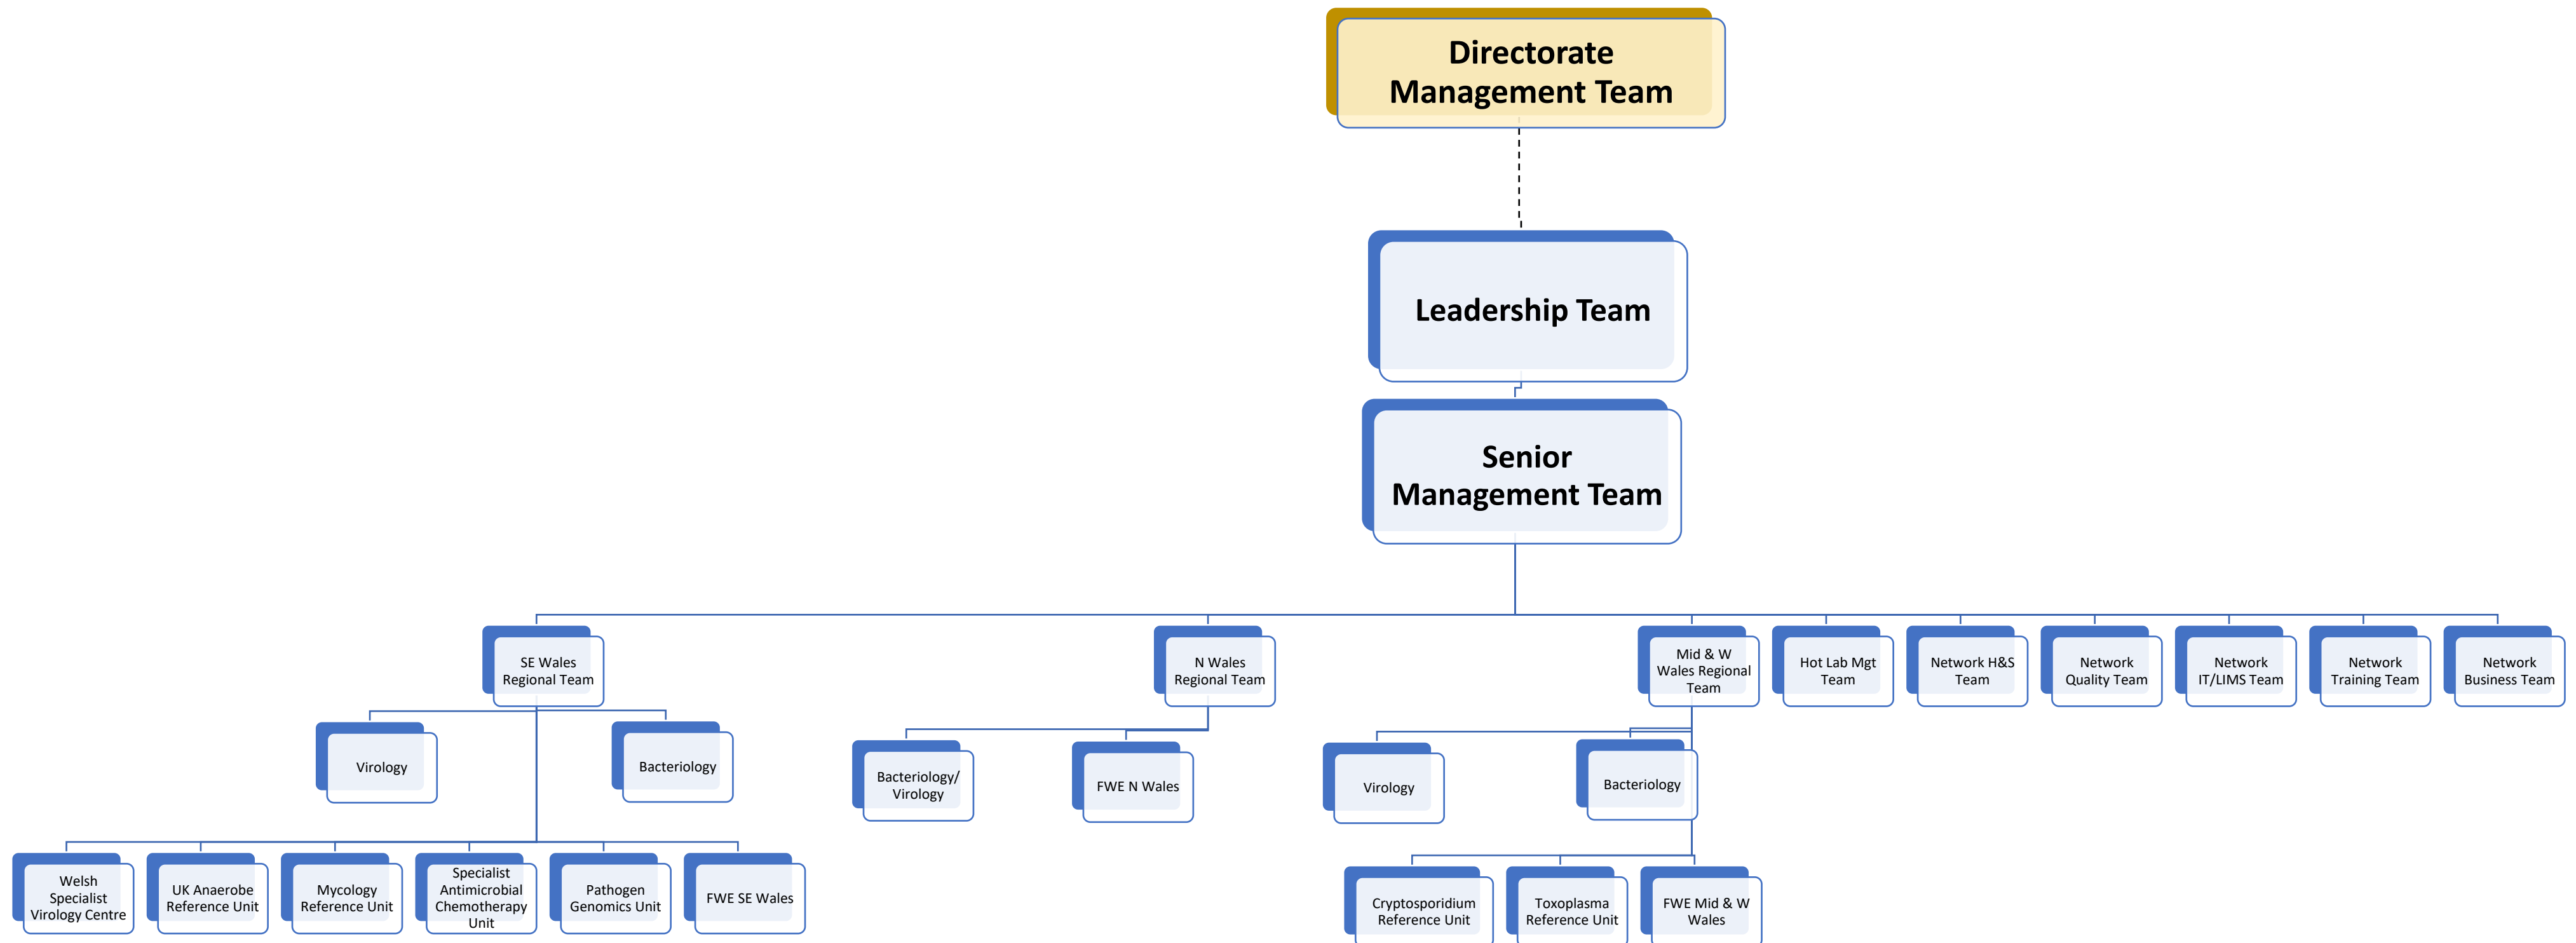 Directorate
Management Team
Leadership Team
Senior
Management Team
SE Wales
Regional Team
N Wales
Regional Team
Mid & W
Wales Regional
Team
Hot Lab Mgt
Team
Network H&S
Team
Network
Quality Team
Network
IT/LIMS Team
Network
Training Team
Network
Business Team
Virology
Bacteriology
Bacteriology/
Virology
FWE N Wales
Virology
Bacteriology
Welsh
Specialist
Virology Centre
UK Anaerobe
Reference Unit
Mycology
Reference Unit
Specialist
Antimicrobial
Chemotherapy
Unit
Pathogen
Genomics Unit
FWE SE Wales
Cryptosporidium
Reference Unit
Toxoplasma
Reference Unit
FWE Mid & W
Wales